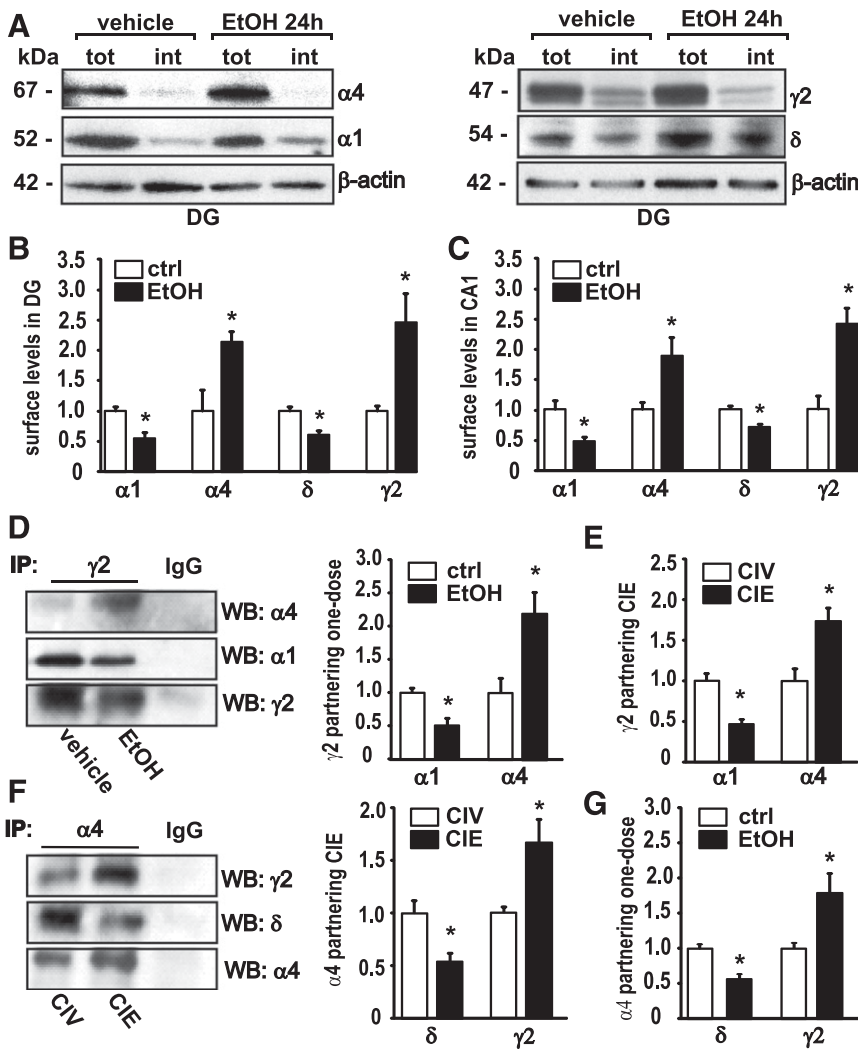 A
vehicle EtOH 24h
kDa tot int tot int
67 - α4
52 - α1
42 - β-actin
DG
vehicle EtOH 24h
tot int tot int
47 - γ2
54 - δ
42 - β-actin
DG
B
surface levels in DG
3.5
3.0
2.5
2.0
1.5
1.0
0.5
0
ctrl
EtOH
* * * *
α1 α4 δ γ2
C
surface levels in CA1
3.5
3.0
2.5
2.0
1.5
1.0
0.5
0
ctrl
EtOH
* * * *
α1 α4 δ γ2
D
IP: γ2 IgG
WB: α4
WB: α1
WB: γ2
vehicle EtOH
γ2 partnering one-dose
3.0
2.5
2.0
1.5
1.0
0.5
0
ctrl
EtOH
* *
α1 α4
E
γ2 partnering CIE
2.5
2.0
1.5
1.0
0.5
0
CIV
CIE
* *
α1 α4
F
IP: α4 IgG
WB: γ2
WB: δ
WB: α4
CIV CIE
α4 partnering CIE
2.0
1.5
1.0
0.5
0
CIV
CIE
* *
δ γ2
G
α4 partnering one-dose
3.0
2.5
2.0
1.5
1.0
0.5
0
ctrl
EtOH
* *
δ γ2